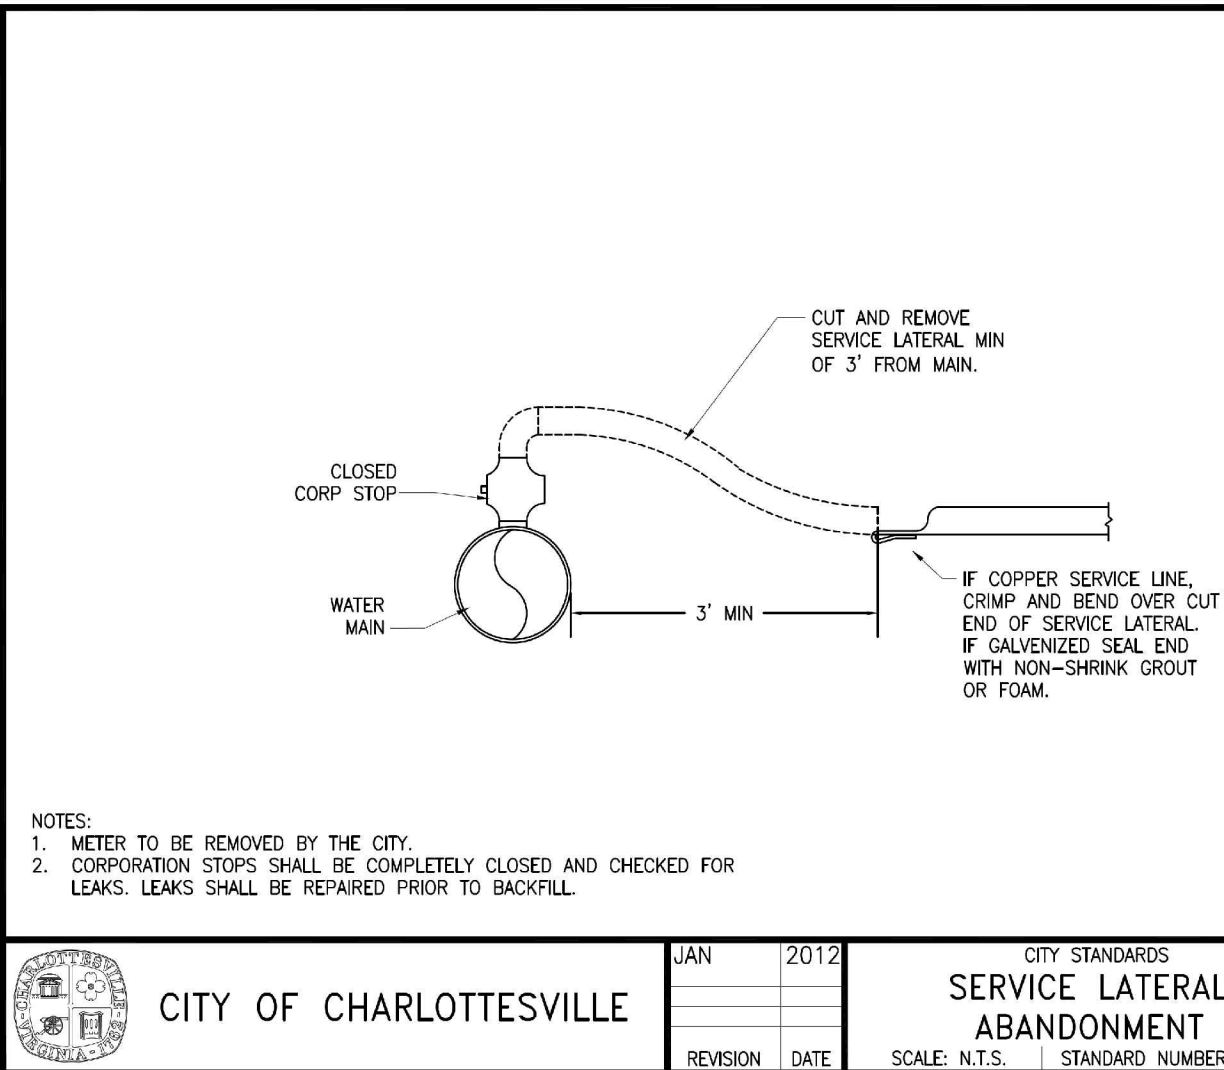 CUT AND REMOVE
SERVICE LATERAL MIN
OF 3' FROM MAIN.
CLOSED
CORP STOP
WATER
MAIN
3' MIN
IF COPPER SERVICE LINE,
CRIMP AND BEND OVER CUT
END OF SERVICE LATERAL.
IF GALVENIZED SEAL END
WITH NON-SHRINK GROUT
OR FOAM.
NOTES:
1. METER TO BE REMOVED BY THE CITY.
2. CORPORATION STOPS SHALL BE COMPLETELY CLOSED AND CHECKED FOR
LEAKS. LEAKS SHALL BE REPAIRED PRIOR TO BACKFILL.
CHARLOTTESVILLE
VIRGINIA-1762
CITY OF CHARLOTTESVILLE
JAN 2012
REVISION DATE
CITY STANDARDS
SERVICE LATERAL
ABANDONMENT
SCALE: N.T.S. STANDARD NUMBER